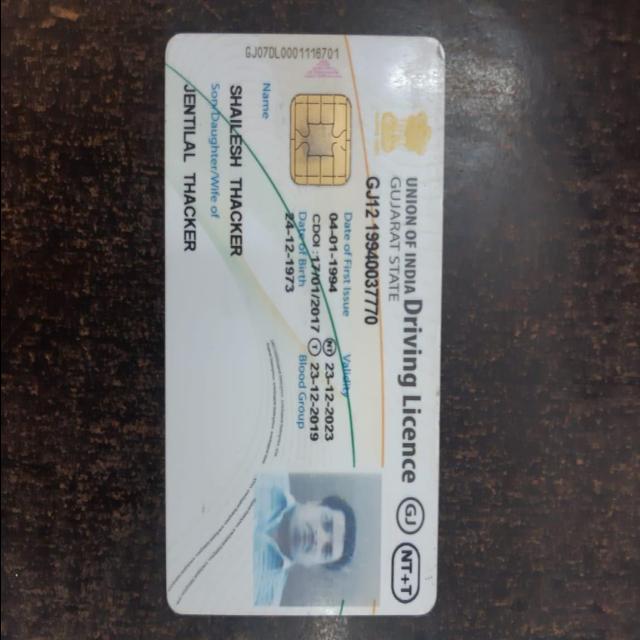 UNION OF INDIA Driving Licence GJ NT+T
GUJARAT STATE
GJ12 19940037770
Date of First Issue Validity
04-01-1994 NT 23-12-2023
CDOI :17/01/2017 T 23-12-2019
Date of Birth Blood Group
24-12-1973
Name
SHAILESH THACKER
Son/Daughter/Wife of
JENTILAL THACKER
GJ07DL0001116701